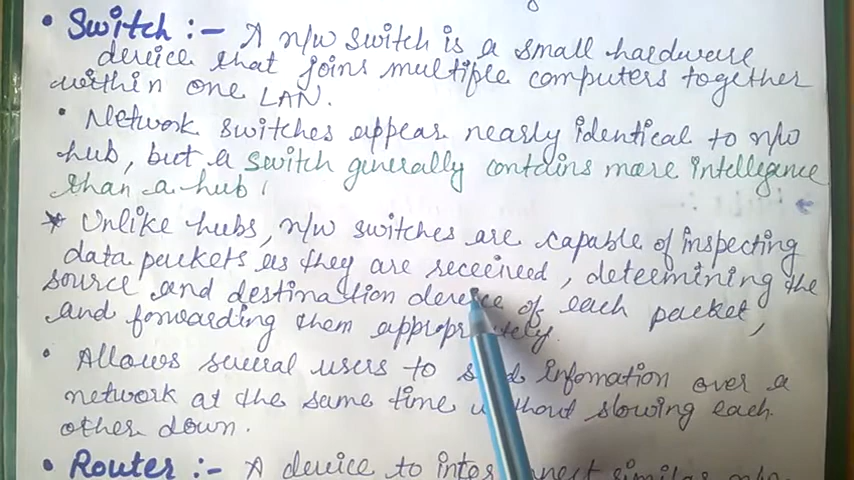 • Switch :- A n/w switch is a small hardware
device that joins multiple computers together
within one LAN.
• Network switches appear nearly identical to n/w
hub, but a switch generally contains more intelligence
than a hub.
* Unlike hubs, n/w switches are capable of inspecting
data packets as they are received, determining the
source and destination device of each packet,
and forwarding them appropriately.
• Allows several users to send infomation over a
network at the same time without slowing each
other down.
• Router :- A device to interconnect similar